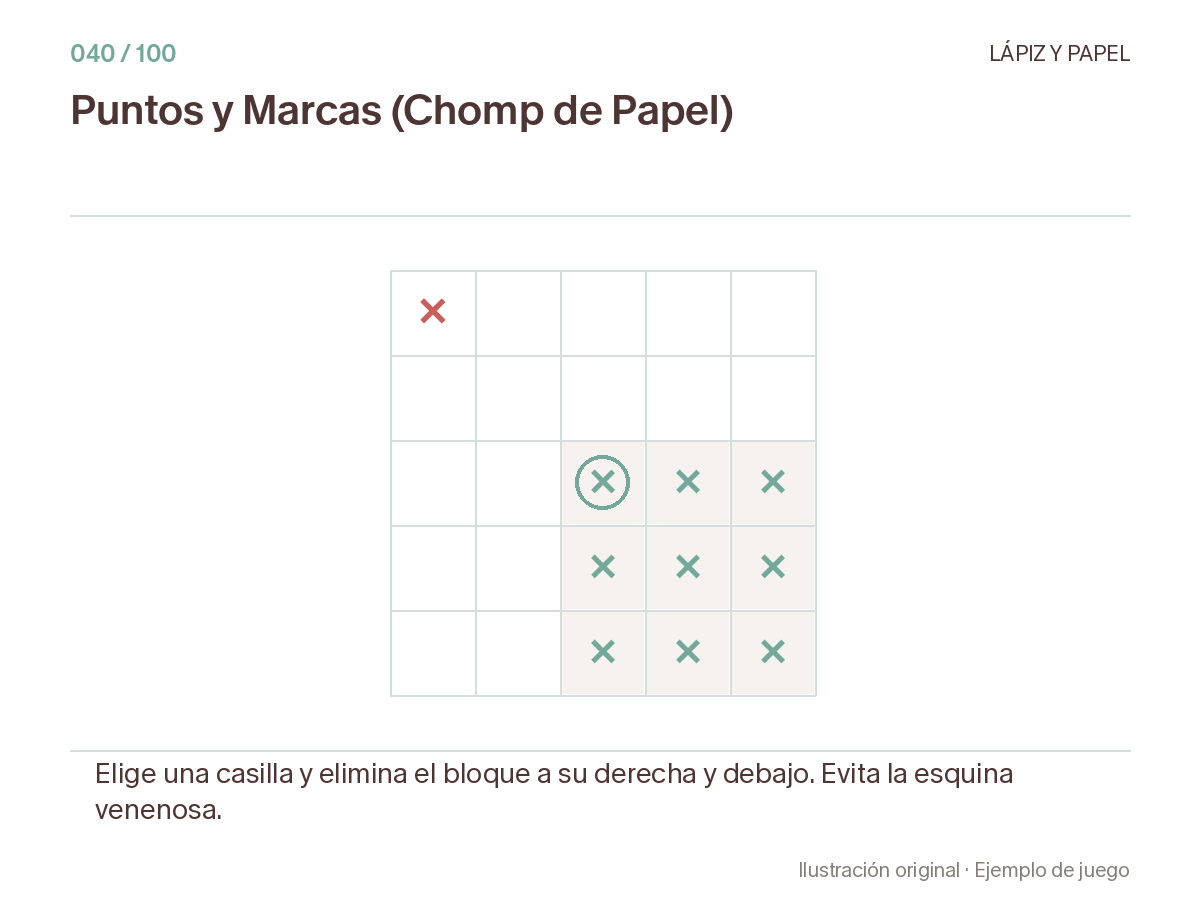 040 / 100
LÁPIZ Y PAPEL
Puntos y Marcas (Chomp de Papel)
Elige una casilla y elimina el bloque a su derecha y debajo. Evita la esquina
venenosa.
Ilustración original · Ejemplo de juego